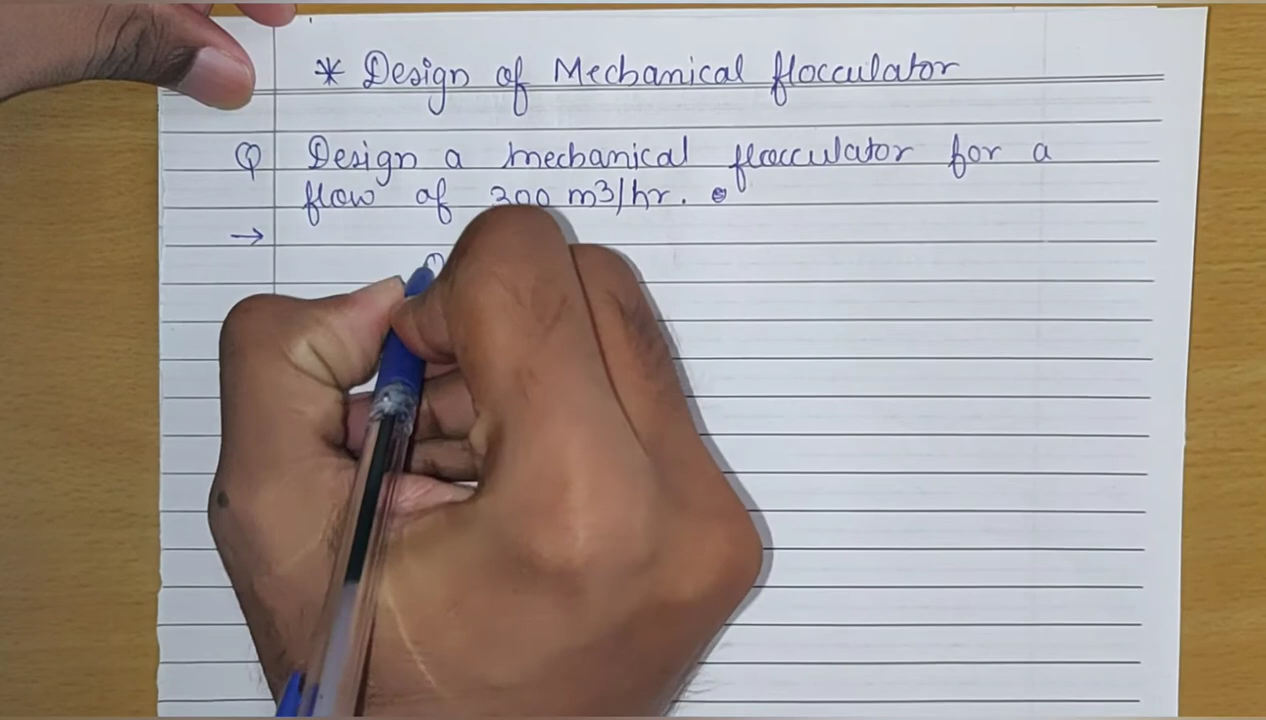 * Design of Mechanical flocculator
Q Design a mechanical flocculator for a
flow of 300 m3/hr.
→